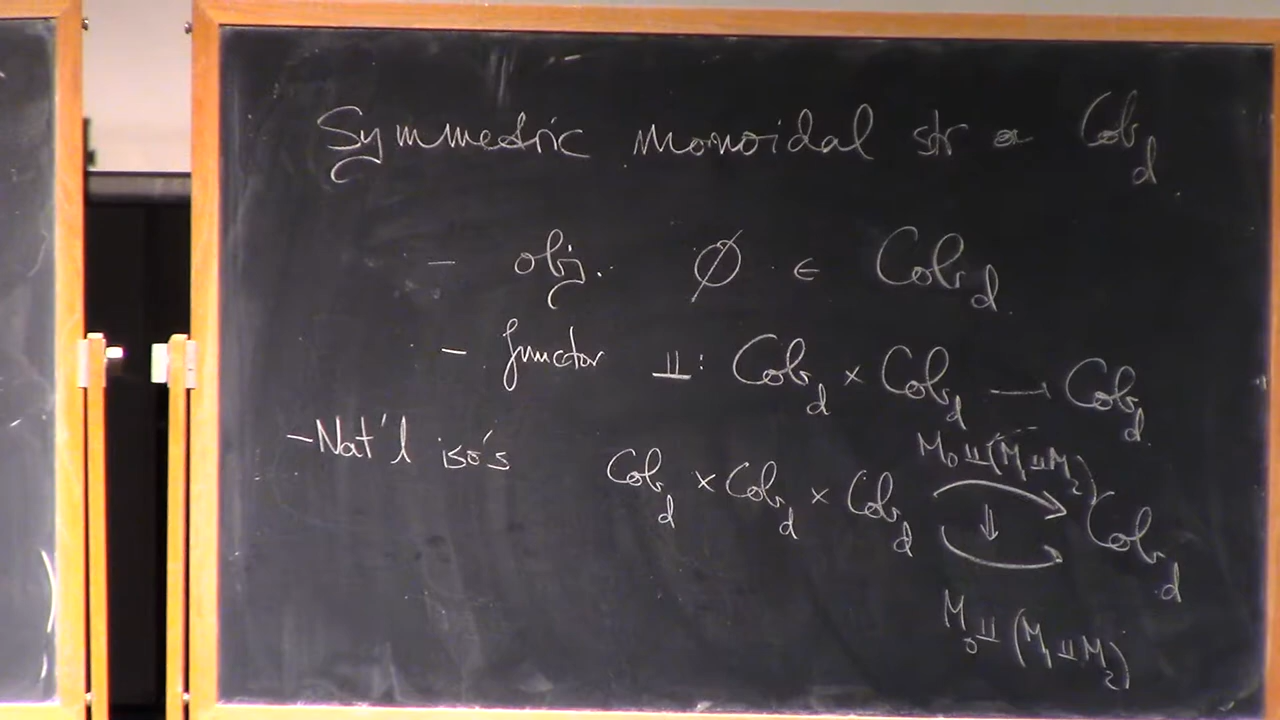 Symmetric monoidal str on Cob_d
- obj. ∅ ∈ Cob_d
- functor ⊔: Cob_d × Cob_d → Cob_d
M_0 ⊔ (M_1 ⊔ M_2)
- Nat'l iso's Cob_d × Cob_d × Cob_d ⇓ Cob_d
M_0 ⊔ (M_1 ⊔ M_2)